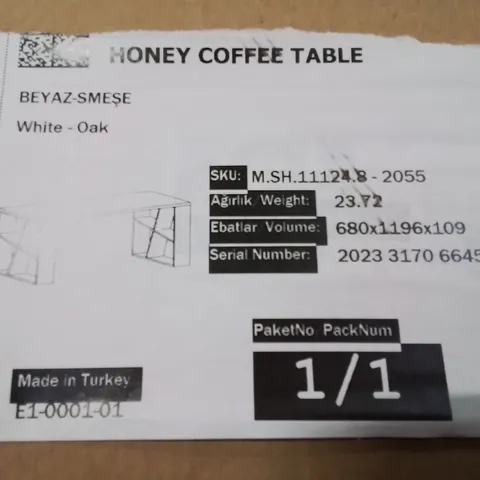 HONEY COFFEE TABLE
BEYAZ-SMEŞE
White - Oak
SKU: M.SH.11124.8 - 2055
Ağırlık Weight: 23.72
Ebatlar Volume: 680x1196x109
Serial Number: 2023 3170 6645
PaketNo PackNum
1/1
Made in Turkey
E1-0001-01